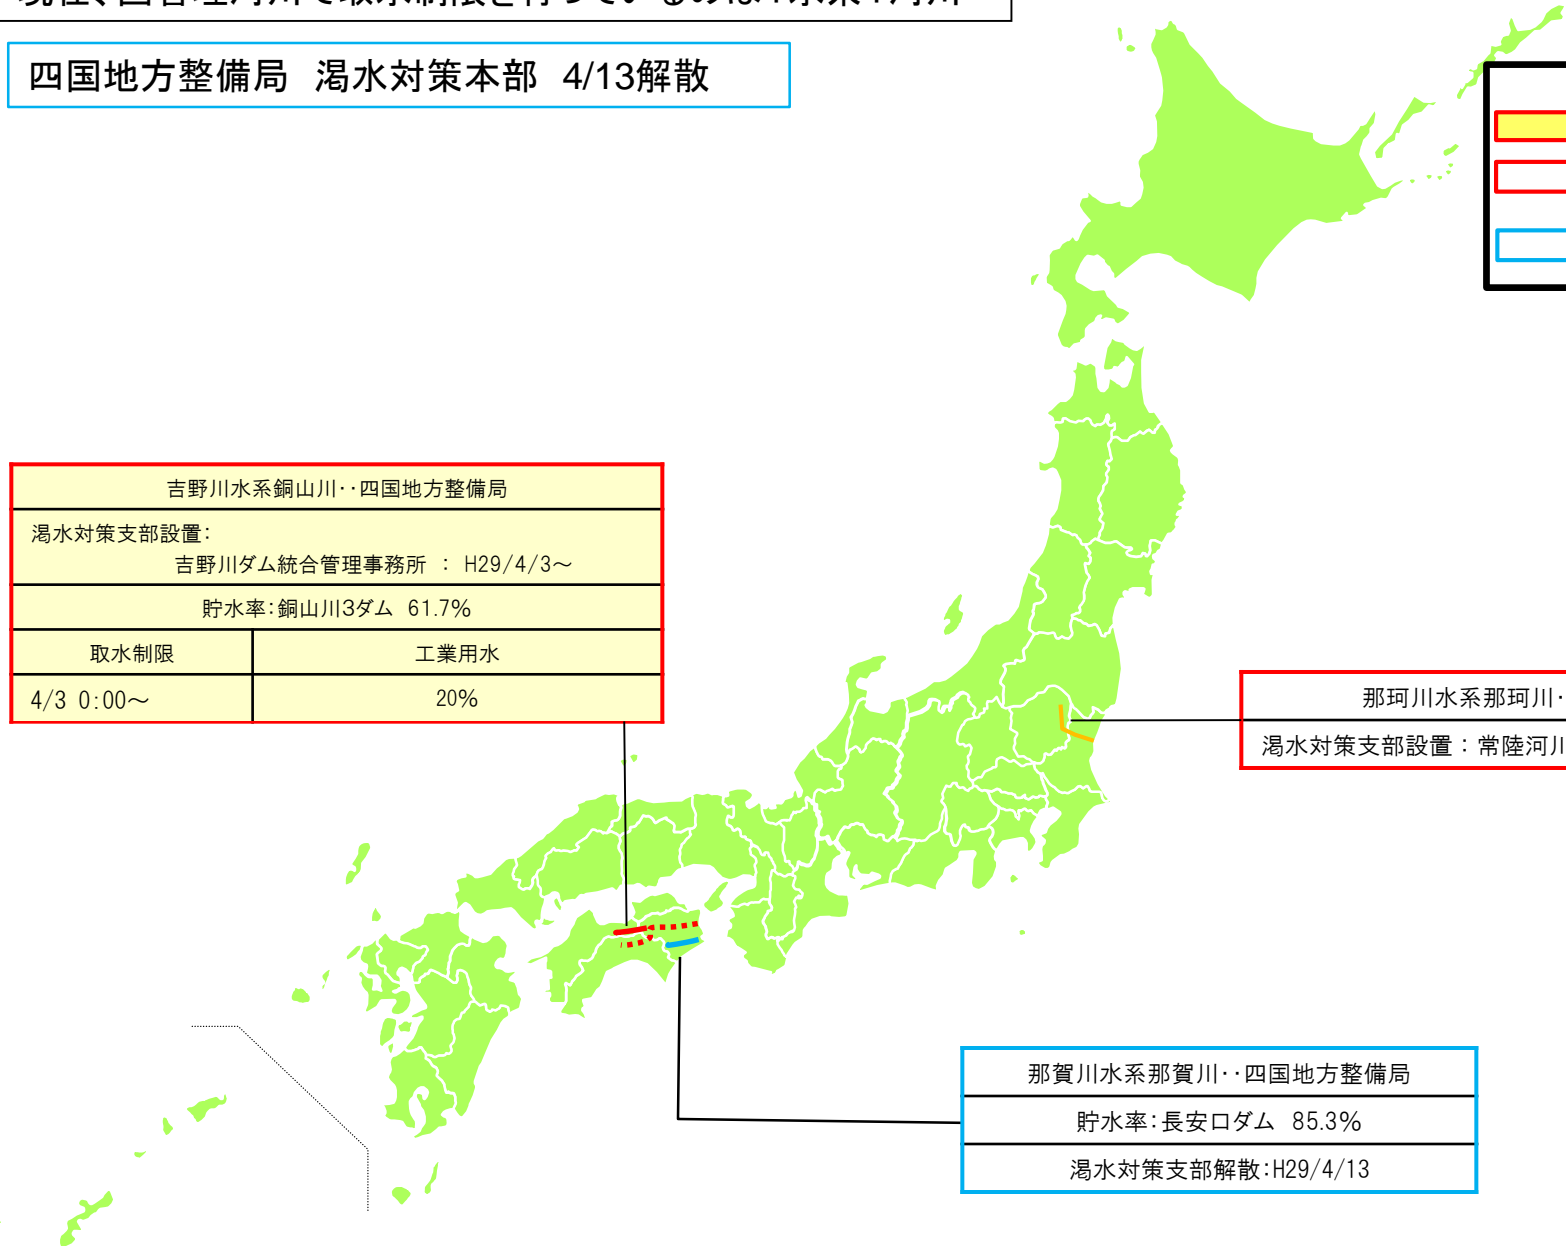 四国地方整備局　渇水対策本部　4/13解散
吉野川水系銅山川‥四国地方整備局
渇水対策支部設置：
吉野川ダム統合管理事務所 ： H29/4/3～
貯水率：銅山川3ダム 61.7%
取水制限 工業用水
4/3 0:00～ 20%
那珂川水系那珂川
渇水対策支部設置：常陸河
那賀川水系那賀川‥四国地方整備局
貯水率：長安口ダム 85.3%
渇水対策支部解散：H29/4/13